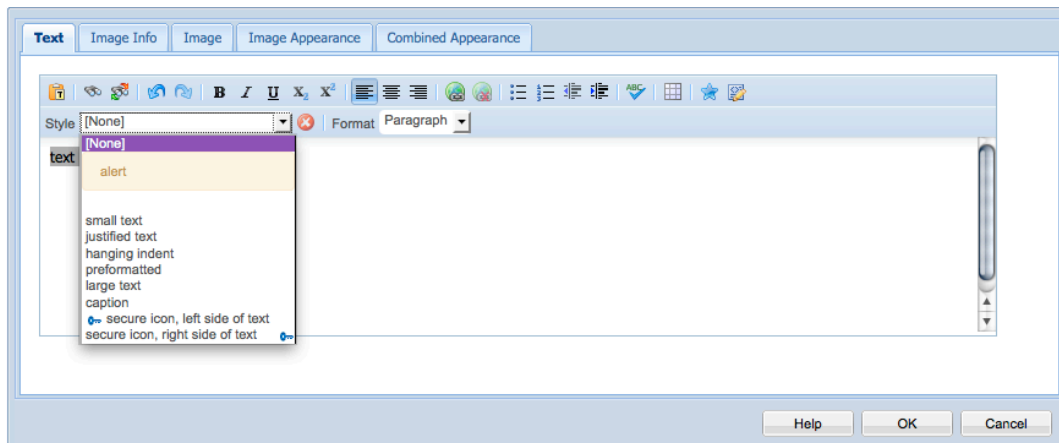 Text Image Info Image Image Appearance Combined Appearance
T B I U X2 X2 ABC
Style [None] Format Paragraph
[None]
text
alert
small text
justified text
hanging indent
preformatted
large text
caption
secure icon, left side of text
secure icon, right side of text
Help OK Cancel